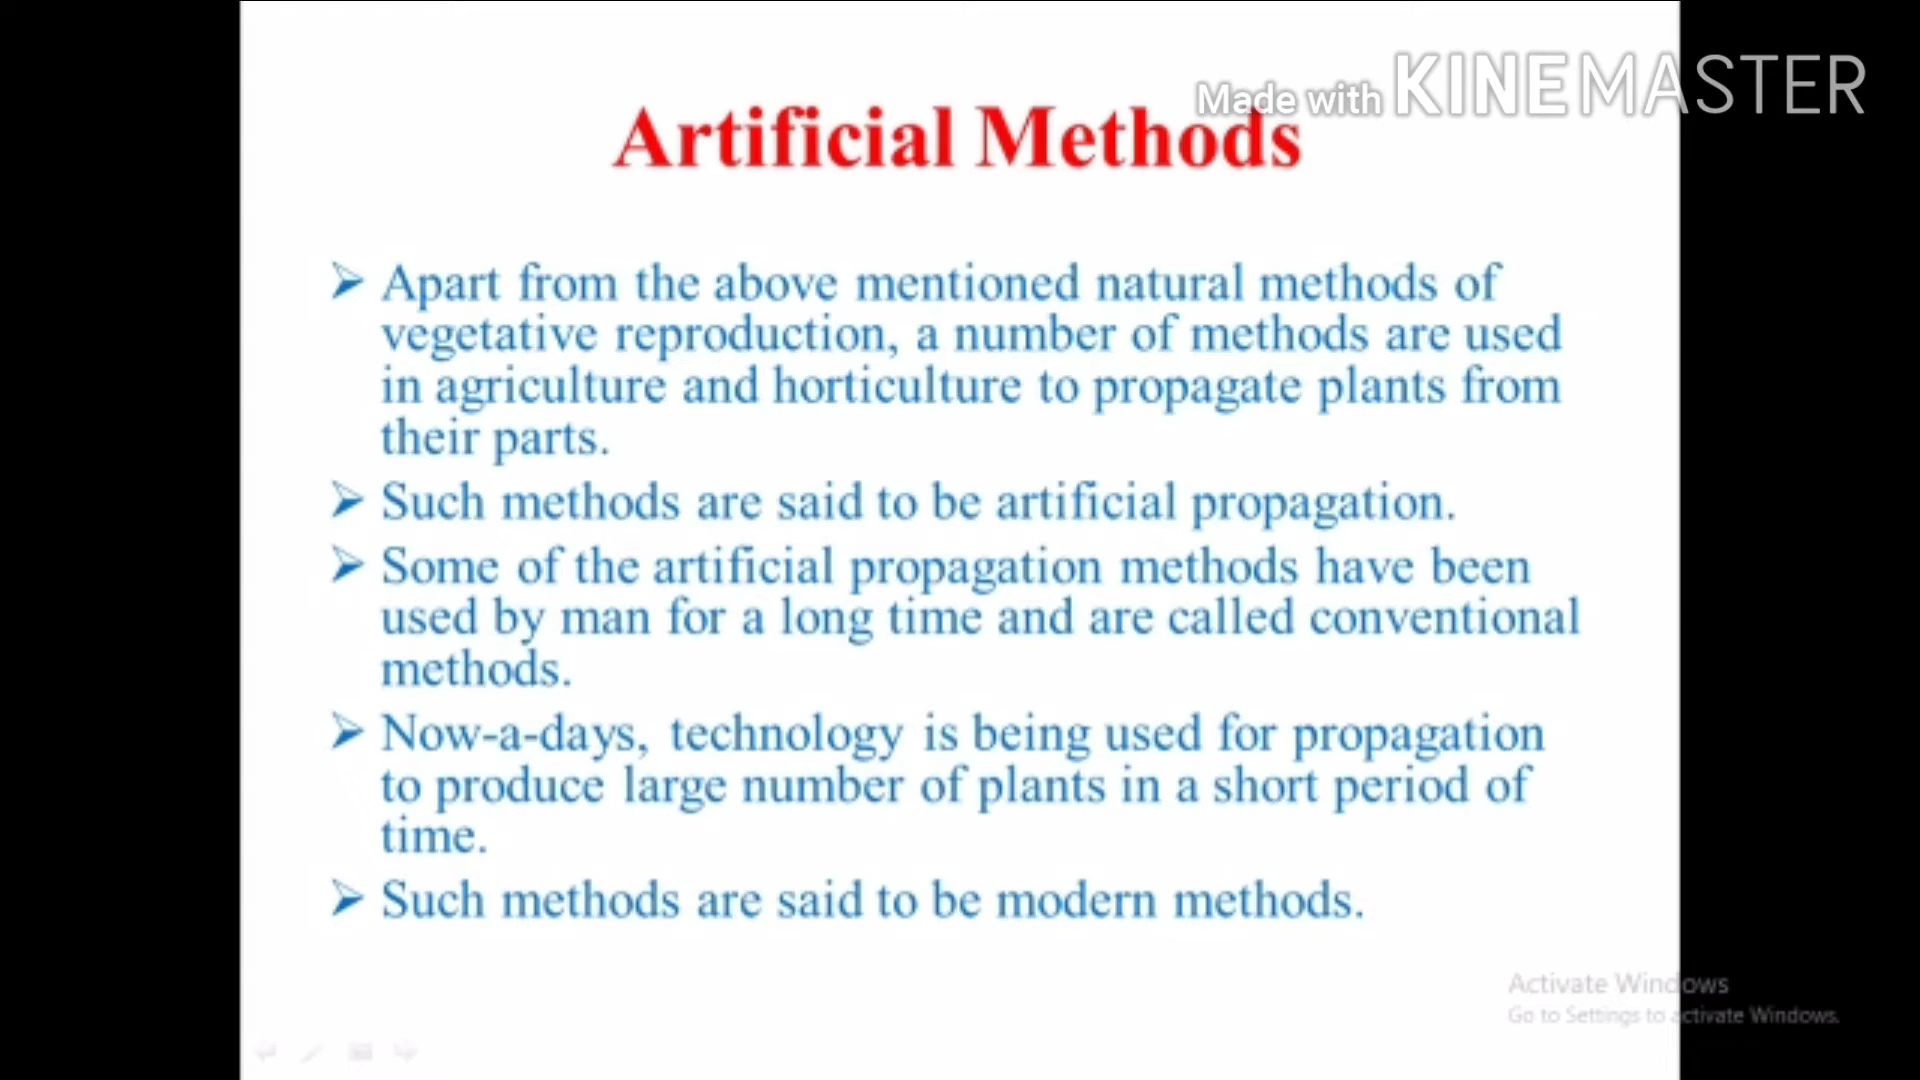 Made with KINEMASTER
Artificial Methods
➢ Apart from the above mentioned natural methods of
vegetative reproduction, a number of methods are used
in agriculture and horticulture to propagate plants from
their parts.
➢ Such methods are said to be artificial propagation.
➢ Some of the artificial propagation methods have been
used by man for a long time and are called conventional
methods.
➢ Now-a-days, technology is being used for propagation
to produce large number of plants in a short period of
time.
➢ Such methods are said to be modern methods.
Activate Windows
Go to Settings to activate Windows.